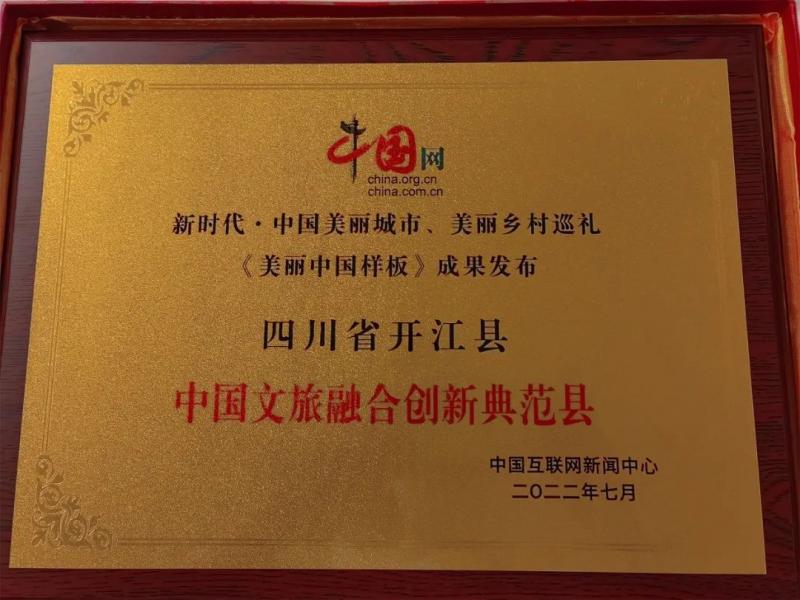 中国网
china.org.cn
china.com.cn
新时代·中国美丽城市、美丽乡村巡礼
《美丽中国样板》成果发布
四川省开江县
中国文旅融合创新典范县
中国互联网新闻中心
二〇二二年七月